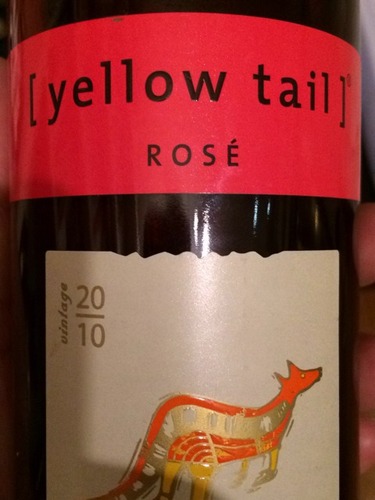 [ yellow tail ]®
ROSÉ
vintage
20
10